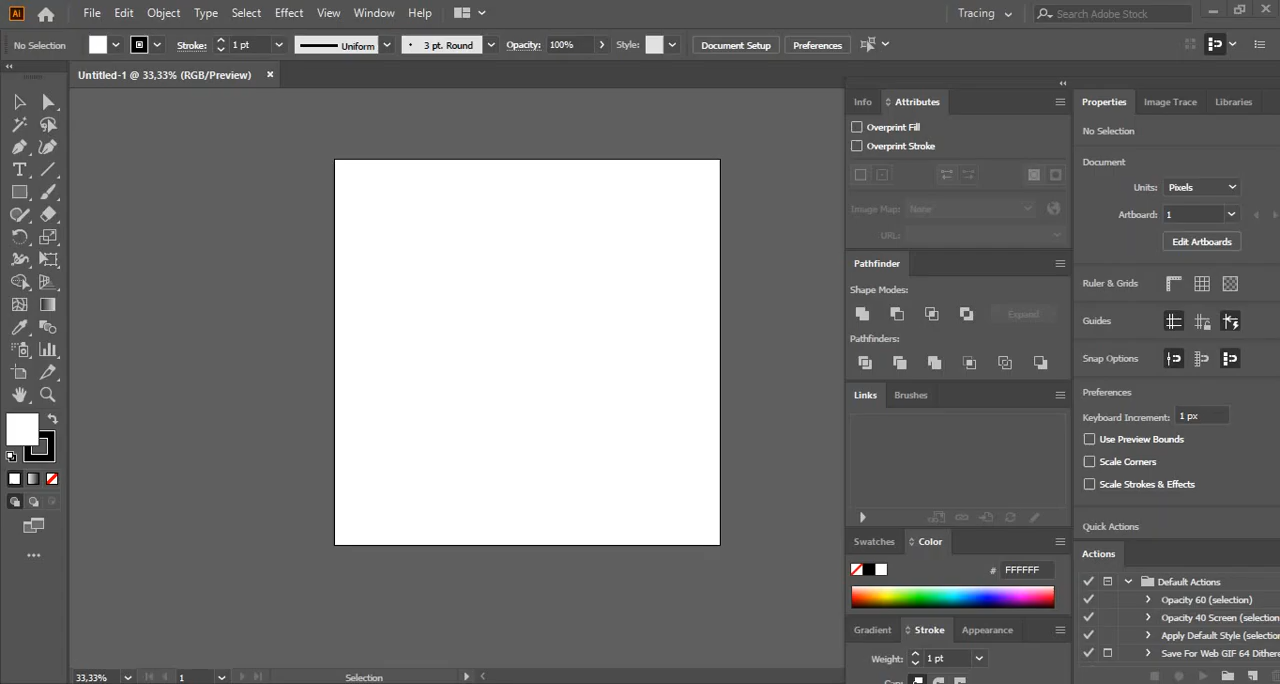 Ai File Edit Object Type Select Effect View Window Help Tracing Search Adobe Stock
No Selection Stroke: 1 pt Uniform 3 pt. Round Opacity: 100% Style: Document Setup Preferences
Untitled-1 @ 33,33% (RGB/Preview)
Info Attributes
Overprint Fill
Overprint Stroke
Image Map: None
URL:
Pathfinder
Shape Modes:
Expand
Pathfinders:
Links Brushes
Swatches Color
# FFFFFF
Gradient Stroke Appearance
Weight: 1 pt
Properties Image Trace Libraries
No Selection
Document
Units: Pixels
Artboard: 1
Edit Artboards
Ruler & Grids
Guides
Snap Options
Preferences
Keyboard Increment: 1 px
Use Preview Bounds
Scale Corners
Scale Strokes & Effects
Quick Actions
Actions
Default Actions
Opacity 60 (selection)
Opacity 40 Screen (selection
Apply Default Style (selectio
Save For Web GIF 64 Dithere
33,33% 1 Selection